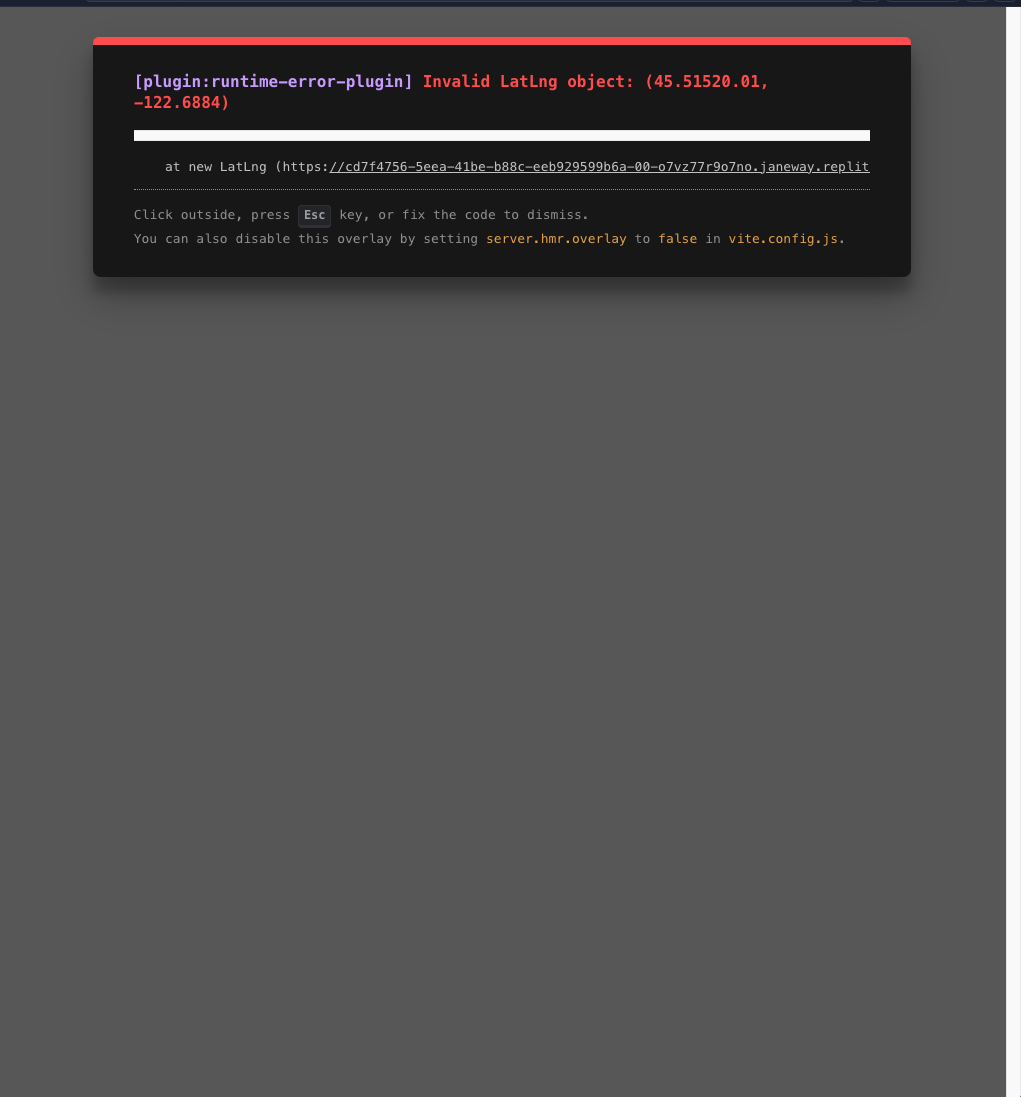 [plugin:runtime-error-plugin] Invalid LatLng object: (45.51520.01,
-122.6884)
at new LatLng (https://cd7f4756-5eea-41be-b88c-eeb929599b6a-00-o7vz77r9o7no.janeway.replit
Click outside, press Esc key, or fix the code to dismiss.
You can also disable this overlay by setting server.hmr.overlay to false in vite.config.js.